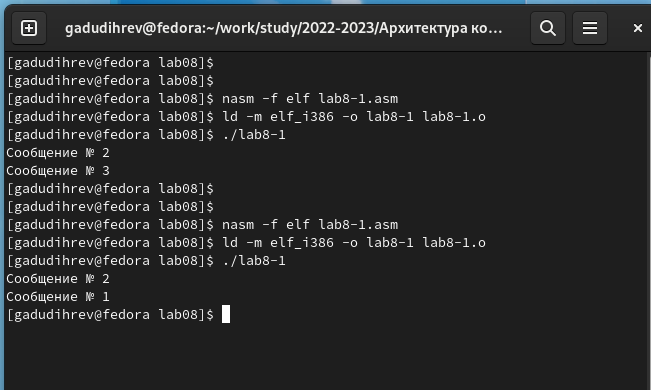 gadudihrev@fedora:~/work/study/2022-2023/Архитектура ко...
[gadudihrev@fedora lab08]$
[gadudihrev@fedora lab08]$
[gadudihrev@fedora lab08]$ nasm -f elf lab8-1.asm
[gadudihrev@fedora lab08]$ ld -m elf_i386 -o lab8-1 lab8-1.o
[gadudihrev@fedora lab08]$ ./lab8-1
Сообщение № 2
Сообщение № 3
[gadudihrev@fedora lab08]$
[gadudihrev@fedora lab08]$
[gadudihrev@fedora lab08]$ nasm -f elf lab8-1.asm
[gadudihrev@fedora lab08]$ ld -m elf_i386 -o lab8-1 lab8-1.o
[gadudihrev@fedora lab08]$ ./lab8-1
Сообщение № 2
Сообщение № 1
[gadudihrev@fedora lab08]$